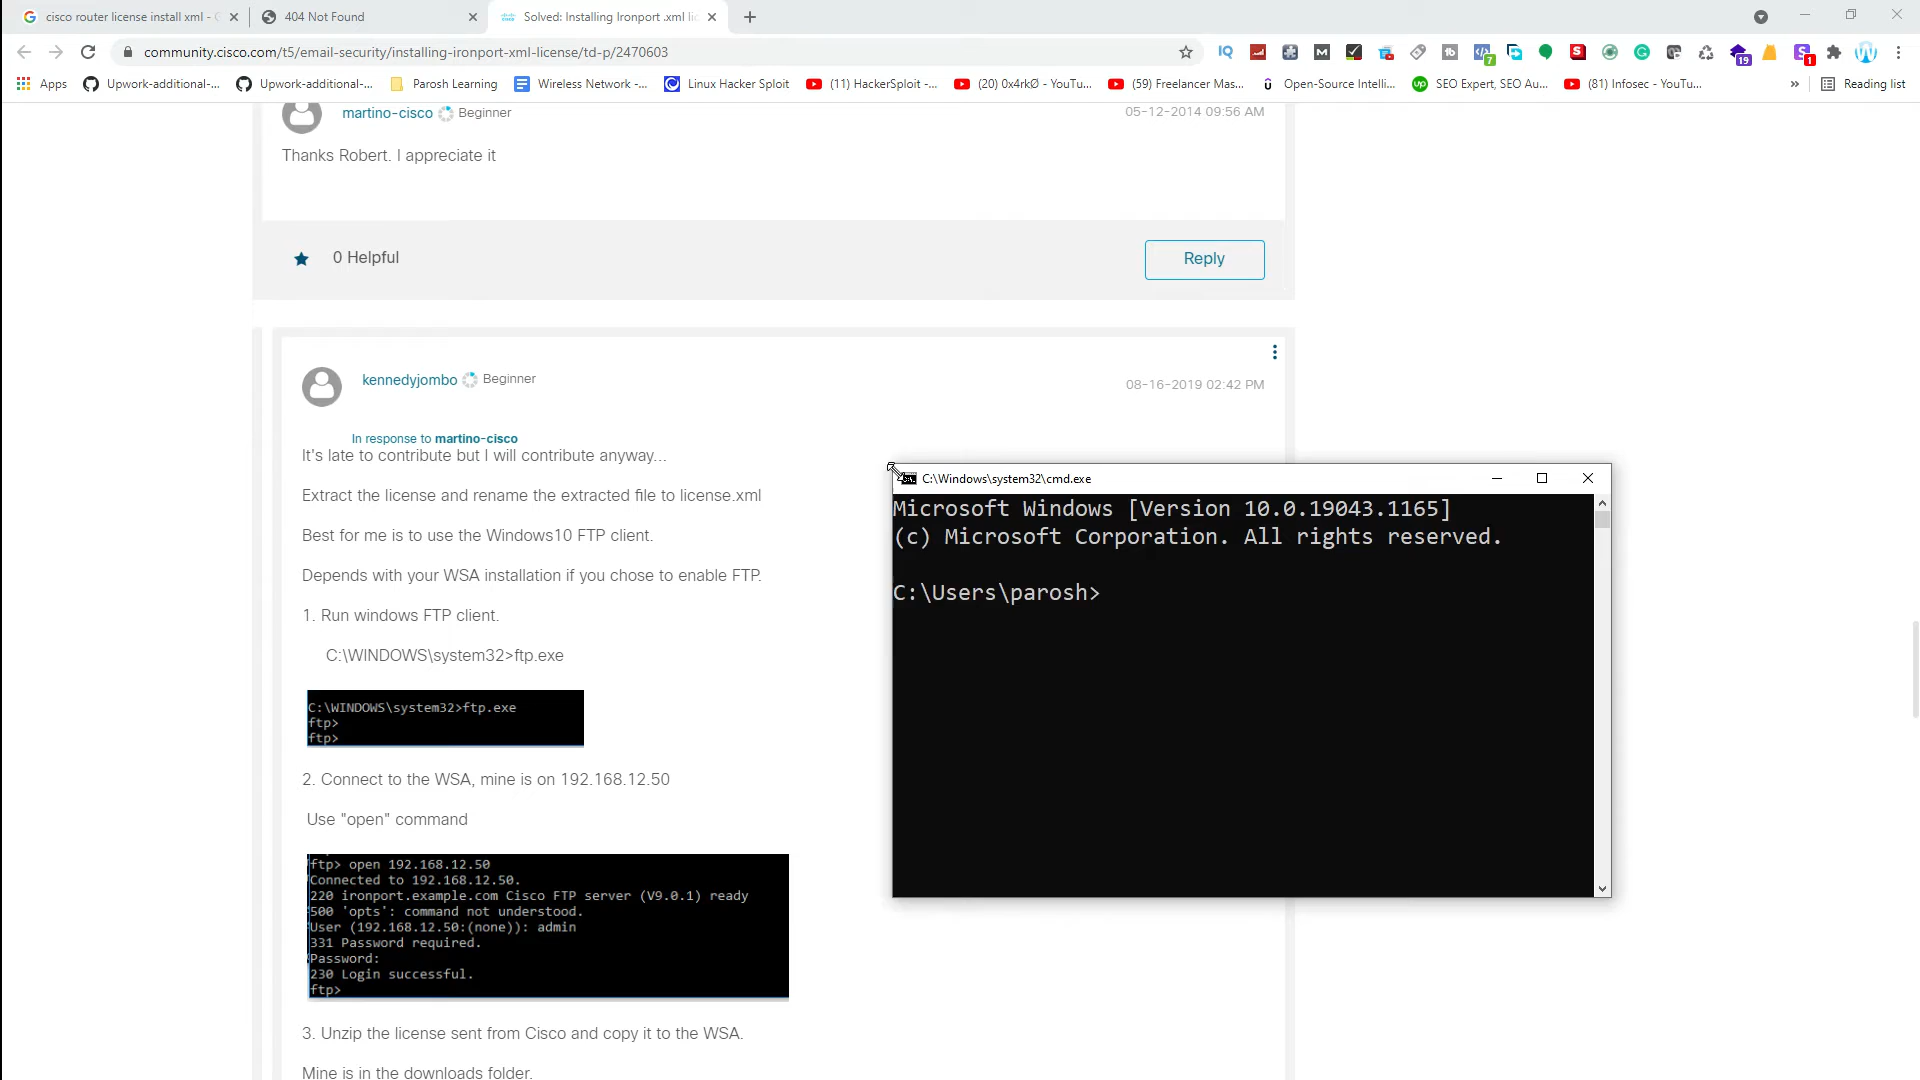 cisco router license install xml - G
404 Not Found
Solved: Installing Ironport .xml lic
community.cisco.com/t5/email-security/installing-ironport-xml-license/td-p/2470603
IQ
7
19
1
Apps
Upwork-additional-...
Upwork-additional-...
Parosh Learning
Wireless Network -...
Linux Hacker Sploit
(11) HackerSploit -...
(20) 0x4rkØ - YouTu...
(59) Freelancer Mas...
Open-Source Intelli...
SEO Expert, SEO Au...
(81) Infosec - YouTu...
»
Reading list
martino-cisco Beginner
05-12-2014 09:56 AM
Thanks Robert. I appreciate it
0 Helpful
Reply
kennedyjombo Beginner
08-16-2019 02:42 PM
In response to martino-cisco
It's late to contribute but I will contribute anyway...
Extract the license and rename the extracted file to license.xml
Best for me is to use the Windows10 FTP client.
Depends with your WSA installation if you chose to enable FTP.
1. Run windows FTP client.
C:\WINDOWS\system32>ftp.exe
C:\WINDOWS\system32>ftp.exe
ftp>
ftp>
2. Connect to the WSA, mine is on 192.168.12.50
Use "open" command
ftp> open 192.168.12.50
Connected to 192.168.12.50.
220 ironport.example.com Cisco FTP server (V9.0.1) ready
500 'opts': command not understood.
User (192.168.12.50:(none)): admin
331 Password required.
Password:
230 Login successful.
ftp>
3. Unzip the license sent from Cisco and copy it to the WSA.
Mine is in the downloads folder.
C:\Windows\system32\cmd.exe
Microsoft Windows [Version 10.0.19043.1165]
(c) Microsoft Corporation. All rights reserved.
C:\Users\parosh>